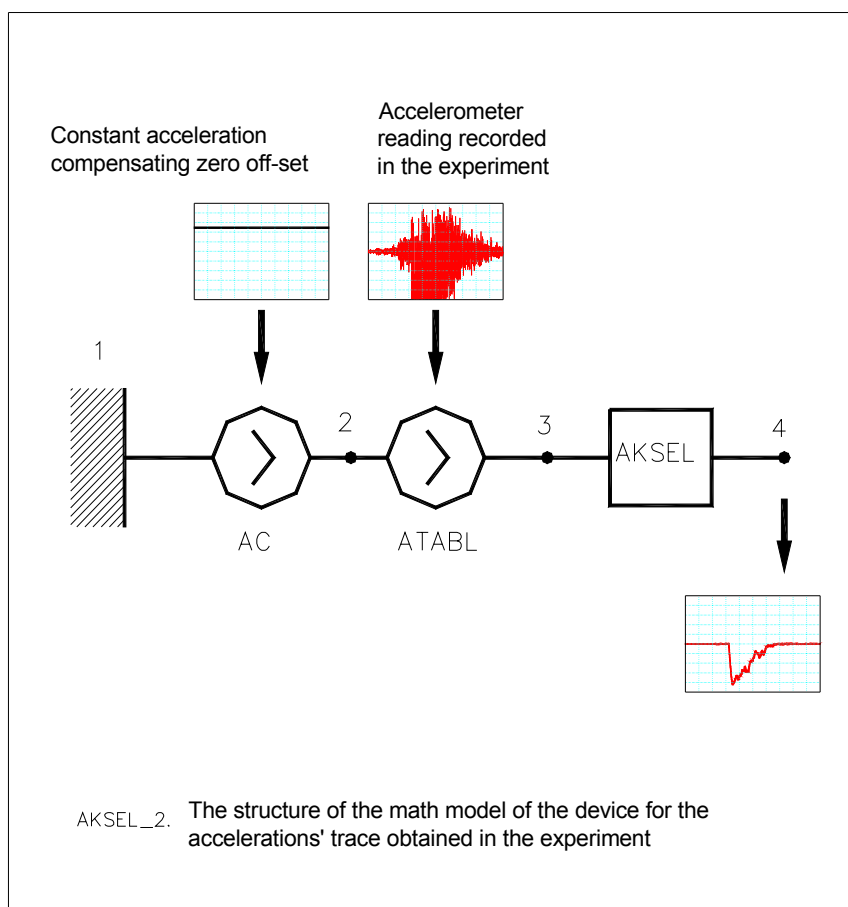 Constant acceleration
compensating zero off-set
Accelerometer
reading recorded
in the experiment
1
2
3
4
AC
ATABL
AKSEL
AKSEL_2.
The structure of the math model of the device for the
accelerations' trace obtained in the experiment